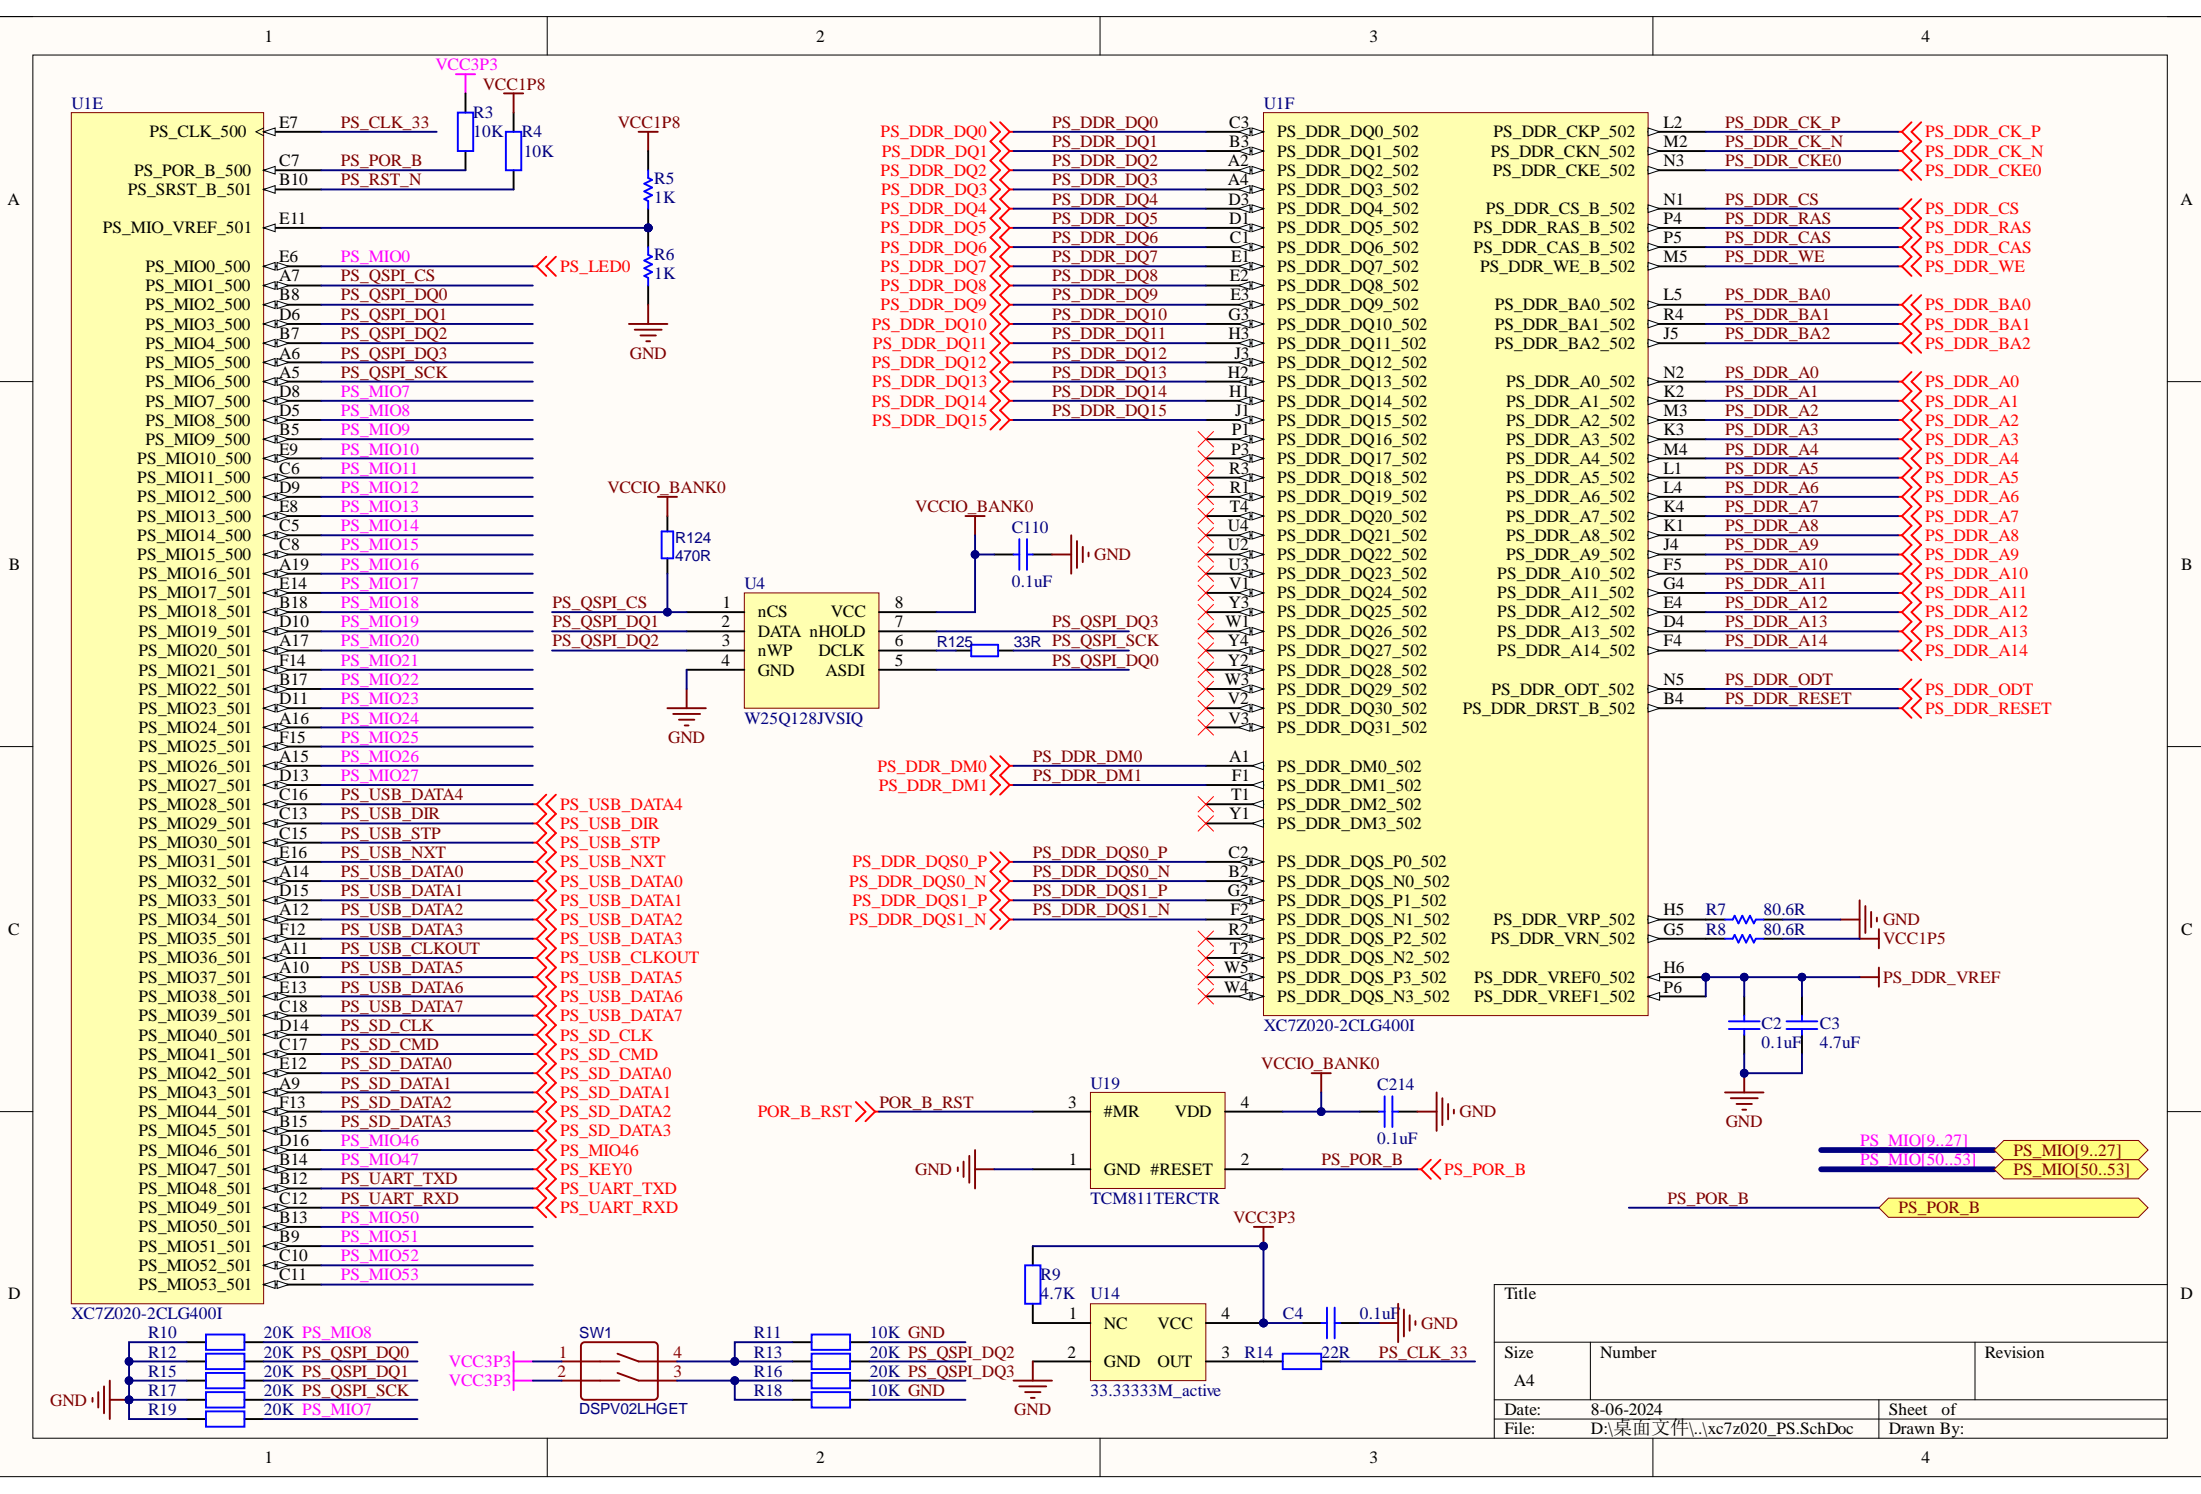 1 2 3 4
A B C D
A B C D
1 2 3 4
U1E
PS_CLK_500 E7 PS_CLK_33
PS_POR_B_500 C7 PS_POR_B
PS_SRST_B_501 B10 PS_RST_N
PS_MIO_VREF_501 E11
PS_MIO0_500 E6 PS_MIO0 PS_LED0
PS_MIO1_500 A7 PS_QSPI_CS
PS_MIO2_500 B8 PS_QSPI_DQ0
PS_MIO3_500 D6 PS_QSPI_DQ1
PS_MIO4_500 B7 PS_QSPI_DQ2
PS_MIO5_500 A6 PS_QSPI_DQ3
PS_MIO6_500 A5 PS_QSPI_SCK
PS_MIO7_500 D8 PS_MIO7
PS_MIO8_500 D5 PS_MIO8
PS_MIO9_500 B5 PS_MIO9
PS_MIO10_500 E9 PS_MIO10
PS_MIO11_500 C6 PS_MIO11
PS_MIO12_500 D9 PS_MIO12
PS_MIO13_500 E8 PS_MIO13
PS_MIO14_500 C5 PS_MIO14
PS_MIO15_500 C8 PS_MIO15
PS_MIO16_501 A19 PS_MIO16
PS_MIO17_501 E14 PS_MIO17
PS_MIO18_501 B18 PS_MIO18
PS_MIO19_501 D10 PS_MIO19
PS_MIO20_501 A17 PS_MIO20
PS_MIO21_501 F14 PS_MIO21
PS_MIO22_501 B17 PS_MIO22
PS_MIO23_501 D11 PS_MIO23
PS_MIO24_501 A16 PS_MIO24
PS_MIO25_501 F15 PS_MIO25
PS_MIO26_501 A15 PS_MIO26
PS_MIO27_501 D13 PS_MIO27
PS_MIO28_501 C16 PS_USB_DATA4 PS_USB_DATA4
PS_MIO29_501 C13 PS_USB_DIR PS_USB_DIR
PS_MIO30_501 C15 PS_USB_STP PS_USB_STP
PS_MIO31_501 E16 PS_USB_NXT PS_USB_NXT
PS_MIO32_501 A14 PS_USB_DATA0 PS_USB_DATA0
PS_MIO33_501 D15 PS_USB_DATA1 PS_USB_DATA1
PS_MIO34_501 A12 PS_USB_DATA2 PS_USB_DATA2
PS_MIO35_501 F12 PS_USB_DATA3 PS_USB_DATA3
PS_MIO36_501 A11 PS_USB_CLKOUT PS_USB_CLKOUT
PS_MIO37_501 A10 PS_USB_DATA5 PS_USB_DATA5
PS_MIO38_501 E13 PS_USB_DATA6 PS_USB_DATA6
PS_MIO39_501 C18 PS_USB_DATA7 PS_USB_DATA7
PS_MIO40_501 D14 PS_SD_CLK PS_SD_CLK
PS_MIO41_501 C17 PS_SD_CMD PS_SD_CMD
PS_MIO42_501 E12 PS_SD_DATA0 PS_SD_DATA0
PS_MIO43_501 A9 PS_SD_DATA1 PS_SD_DATA1
PS_MIO44_501 F13 PS_SD_DATA2 PS_SD_DATA2
PS_MIO45_501 B15 PS_SD_DATA3 PS_SD_DATA3
PS_MIO46_501 D16 PS_MIO46 PS_MIO46
PS_MIO47_501 B14 PS_MIO47 PS_KEY0
PS_MIO48_501 B12 PS_UART_TXD PS_UART_TXD
PS_MIO49_501 C12 PS_UART_RXD PS_UART_RXD
PS_MIO50_501 B13 PS_MIO50
PS_MIO51_501 B9 PS_MIO51
PS_MIO52_501 C10 PS_MIO52
PS_MIO53_501 C11 PS_MIO53
XC7Z020-2CLG400I
VCC3P3
VCC1P8
R3
10K
R4
10K
VCC1P8
R5
1K
R6
1K
GND
VCCIO_BANK0
R124
470R
VCCIO_BANK0
C110
0.1uF
GND
U4
PS_QSPI_CS 1 nCS VCC 8
PS_QSPI_DQ1 2 DATA nHOLD 7 PS_QSPI_DQ3
PS_QSPI_DQ2 3 nWP DCLK 6 R125 33R PS_QSPI_SCK
4 GND ASDI 5 PS_QSPI_DQ0
W25Q128JVSIQ
GND
U1F
PS_DDR_DQ0 PS_DDR_DQ0 C3 PS_DDR_DQ0_502
PS_DDR_DQ1 PS_DDR_DQ1 B3 PS_DDR_DQ1_502
PS_DDR_DQ2 PS_DDR_DQ2 A2 PS_DDR_DQ2_502
PS_DDR_DQ3 PS_DDR_DQ3 A4 PS_DDR_DQ3_502
PS_DDR_DQ4 PS_DDR_DQ4 D3 PS_DDR_DQ4_502
PS_DDR_DQ5 PS_DDR_DQ5 D1 PS_DDR_DQ5_502
PS_DDR_DQ6 PS_DDR_DQ6 C1 PS_DDR_DQ6_502
PS_DDR_DQ7 PS_DDR_DQ7 E1 PS_DDR_DQ7_502
PS_DDR_DQ8 PS_DDR_DQ8 E2 PS_DDR_DQ8_502
PS_DDR_DQ9 PS_DDR_DQ9 E3 PS_DDR_DQ9_502
PS_DDR_DQ10 PS_DDR_DQ10 G3 PS_DDR_DQ10_502
PS_DDR_DQ11 PS_DDR_DQ11 H3 PS_DDR_DQ11_502
PS_DDR_DQ12 PS_DDR_DQ12 J3 PS_DDR_DQ12_502
PS_DDR_DQ13 PS_DDR_DQ13 H2 PS_DDR_DQ13_502
PS_DDR_DQ14 PS_DDR_DQ14 H1 PS_DDR_DQ14_502
PS_DDR_DQ15 PS_DDR_DQ15 J1 PS_DDR_DQ15_502
P1 PS_DDR_DQ16_502
P3 PS_DDR_DQ17_502
R3 PS_DDR_DQ18_502
R1 PS_DDR_DQ19_502
T4 PS_DDR_DQ20_502
U4 PS_DDR_DQ21_502
U2 PS_DDR_DQ22_502
U3 PS_DDR_DQ23_502
V1 PS_DDR_DQ24_502
Y3 PS_DDR_DQ25_502
W1 PS_DDR_DQ26_502
Y4 PS_DDR_DQ27_502
Y2 PS_DDR_DQ28_502
W3 PS_DDR_DQ29_502
V2 PS_DDR_DQ30_502
V3 PS_DDR_DQ31_502
PS_DDR_DM0 PS_DDR_DM0 A1 PS_DDR_DM0_502
PS_DDR_DM1 PS_DDR_DM1 F1 PS_DDR_DM1_502
T1 PS_DDR_DM2_502
Y1 PS_DDR_DM3_502
PS_DDR_DQS0_P PS_DDR_DQS0_P C2 PS_DDR_DQS_P0_502
PS_DDR_DQS0_N PS_DDR_DQS0_N B2 PS_DDR_DQS_N0_502
PS_DDR_DQS1_P PS_DDR_DQS1_P G2 PS_DDR_DQS_P1_502
PS_DDR_DQS1_N PS_DDR_DQS1_N F2 PS_DDR_DQS_N1_502
R2 PS_DDR_DQS_P2_502
T2 PS_DDR_DQS_N2_502
W5 PS_DDR_DQS_P3_502
W4 PS_DDR_DQS_N3_502
XC7Z020-2CLG400I
PS_DDR_CKP_502 L2 PS_DDR_CK_P PS_DDR_CK_P
PS_DDR_CKN_502 M2 PS_DDR_CK_N PS_DDR_CK_N
PS_DDR_CKE_502 N3 PS_DDR_CKE0 PS_DDR_CKE0
PS_DDR_CS_B_502 N1 PS_DDR_CS PS_DDR_CS
PS_DDR_RAS_B_502 P4 PS_DDR_RAS PS_DDR_RAS
PS_DDR_CAS_B_502 P5 PS_DDR_CAS PS_DDR_CAS
PS_DDR_WE_B_502 M5 PS_DDR_WE PS_DDR_WE
PS_DDR_BA0_502 L5 PS_DDR_BA0 PS_DDR_BA0
PS_DDR_BA1_502 R4 PS_DDR_BA1 PS_DDR_BA1
PS_DDR_BA2_502 J5 PS_DDR_BA2 PS_DDR_BA2
PS_DDR_A0_502 N2 PS_DDR_A0 PS_DDR_A0
PS_DDR_A1_502 K2 PS_DDR_A1 PS_DDR_A1
PS_DDR_A2_502 M3 PS_DDR_A2 PS_DDR_A2
PS_DDR_A3_502 K3 PS_DDR_A3 PS_DDR_A3
PS_DDR_A4_502 M4 PS_DDR_A4 PS_DDR_A4
PS_DDR_A5_502 L1 PS_DDR_A5 PS_DDR_A5
PS_DDR_A6_502 L4 PS_DDR_A6 PS_DDR_A6
PS_DDR_A7_502 K4 PS_DDR_A7 PS_DDR_A7
PS_DDR_A8_502 K1 PS_DDR_A8 PS_DDR_A8
PS_DDR_A9_502 J4 PS_DDR_A9 PS_DDR_A9
PS_DDR_A10_502 F5 PS_DDR_A10 PS_DDR_A10
PS_DDR_A11_502 G4 PS_DDR_A11 PS_DDR_A11
PS_DDR_A12_502 E4 PS_DDR_A12 PS_DDR_A12
PS_DDR_A13_502 D4 PS_DDR_A13 PS_DDR_A13
PS_DDR_A14_502 F4 PS_DDR_A14 PS_DDR_A14
PS_DDR_ODT_502 N5 PS_DDR_ODT PS_DDR_ODT
PS_DDR_DRST_B_502 B4 PS_DDR_RESET PS_DDR_RESET
PS_DDR_VRP_502 H5 R7 80.6R GND
PS_DDR_VRN_502 G5 R8 80.6R VCC1P5
PS_DDR_VREF0_502 H6 PS_DDR_VREF
PS_DDR_VREF1_502 P6
C2 C3
0.1uF 4.7uF
GND
VCCIO_BANK0
U19 C214
POR_B_RST POR_B_RST 3 #MR VDD 4 GND
0.1uF
GND 1 GND #RESET 2 PS_POR_B PS_POR_B
TCM811TERCTR
PS_MIO[9..27] PS_MIO[9..27]
PS_MIO[50..53] PS_MIO[50..53]
PS_POR_B PS_POR_B
VCC3P3
R9
4.7K
U14
1 NC VCC 4 C4 0.1uF GND
2 GND OUT 3 R14 22R PS_CLK_33
33.33333M_active
GND
R10 20K PS_MIO8
R12 20K PS_QSPI_DQ0
R15 20K PS_QSPI_DQ1
GND R17 20K PS_QSPI_SCK
R19 20K PS_MIO7
SW1
VCC3P3 1 4
VCC3P3 2 3
DSPV02LHGET
R11 10K GND
R13 20K PS_QSPI_DQ2
R16 20K PS_QSPI_DQ3
R18 10K GND
Title
Size Number Revision
A4
Date: 8-06-2024 Sheet of
File: D:\桌面文件\..\xc7z020_PS.SchDoc Drawn By: